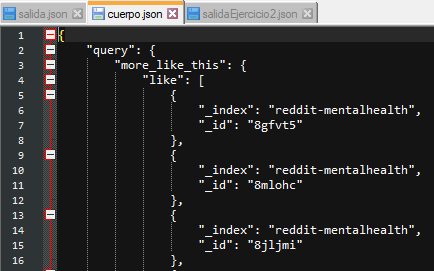 salida.json cuerpo.json salidaEjercicio2.json
1 {
2 "query": {
3 "more_like_this": {
4 "like": [
5 {
6 "_index": "reddit-mentalhealth",
7 "_id": "8gfvt5"
8 },
9 {
10 "_index": "reddit-mentalhealth",
11 "_id": "8mlohc"
12 },
13 {
14 "_index": "reddit-mentalhealth",
15 "_id": "8jljmi"
16 },